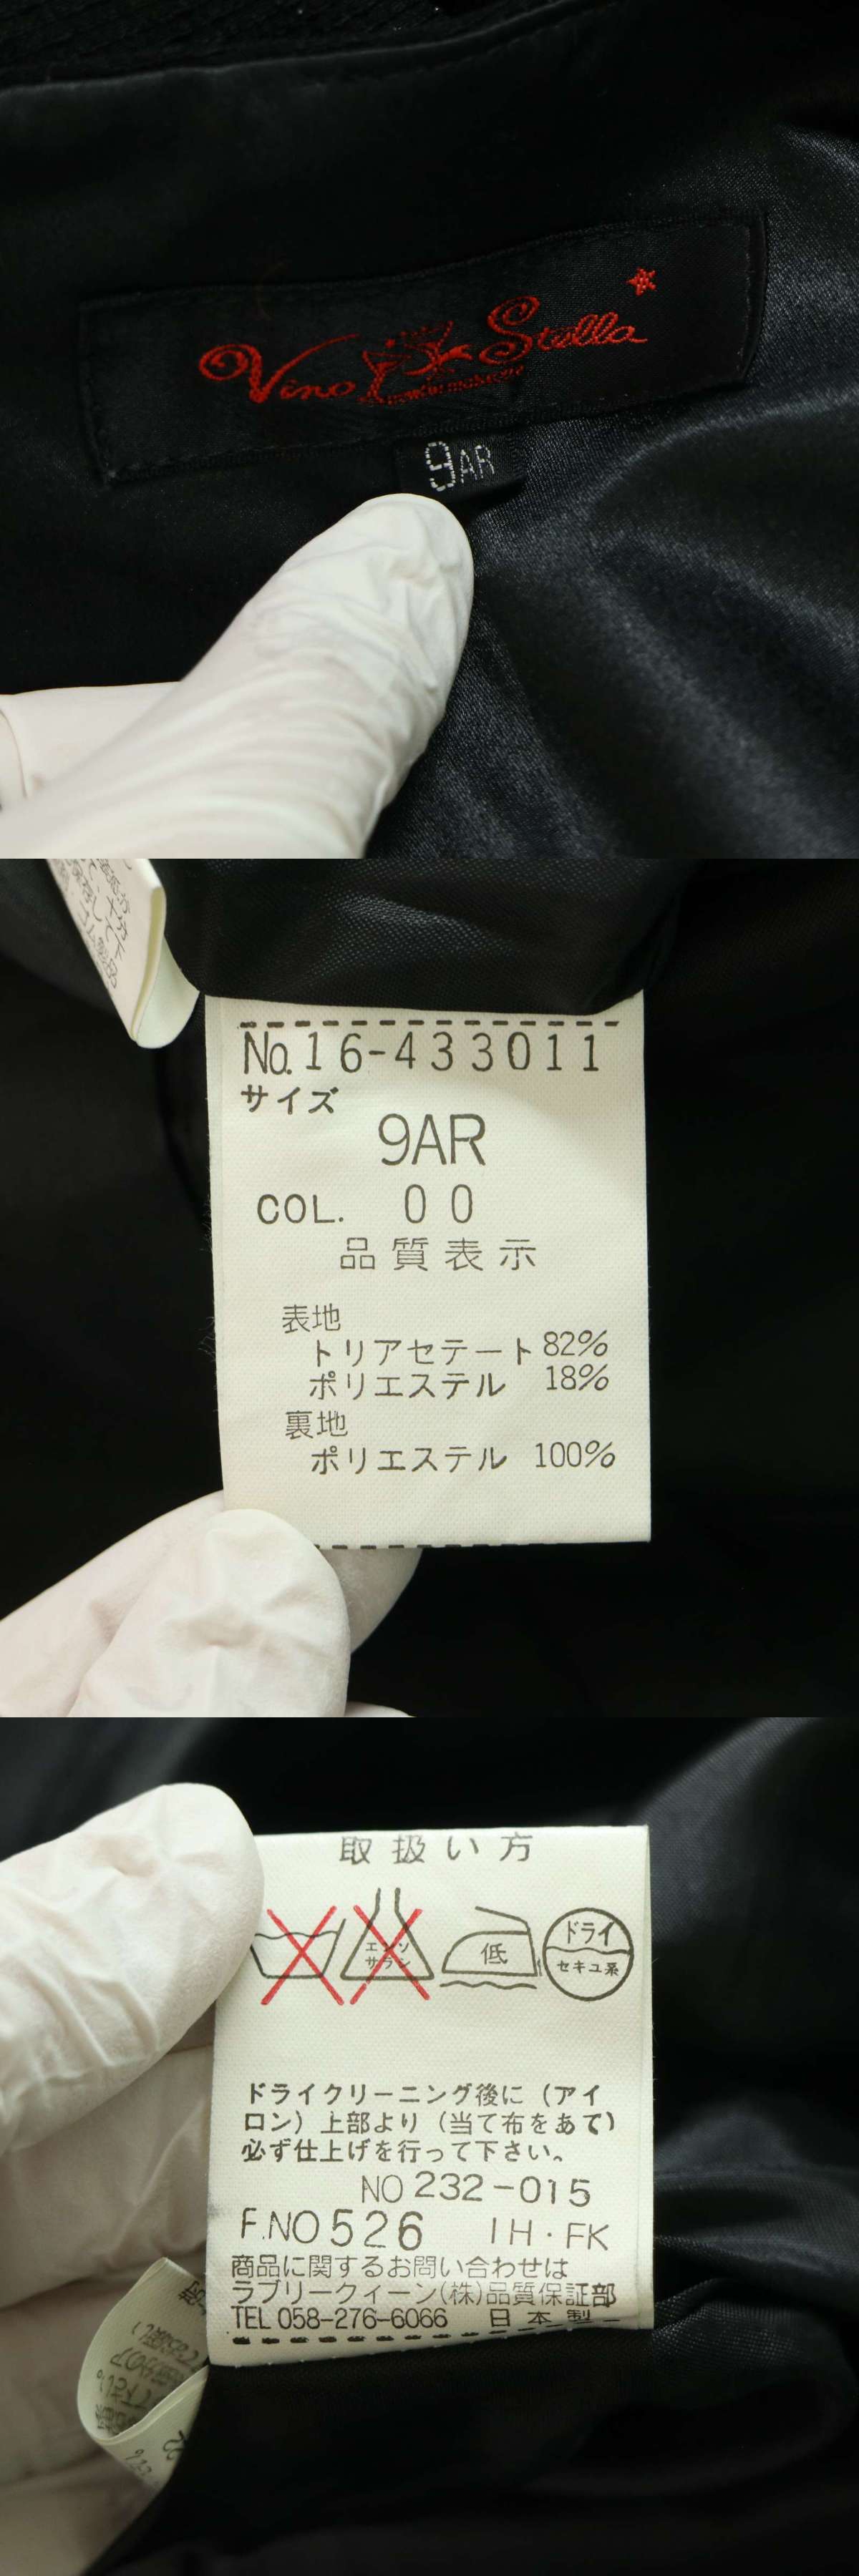 Vino Stella
9AR
No.16-433011
サイズ
9AR
COL. 00
品質表示
表地
トリアセテート 82%
ポリエステル 18%
裏地
ポリエステル 100%
取扱い方
エンソ
サラシ
低
ドライ
セキユ系
ドライクリーニング後に（アイ
ロン）上部より（当て布をあて）
必ず仕上げを行って下さい。
NO 232-015
F.NO 526 IH・FK
商品に関するお問い合わせは
ラブリークィーン(株)品質保証部
TEL 058-276-6066 日本製